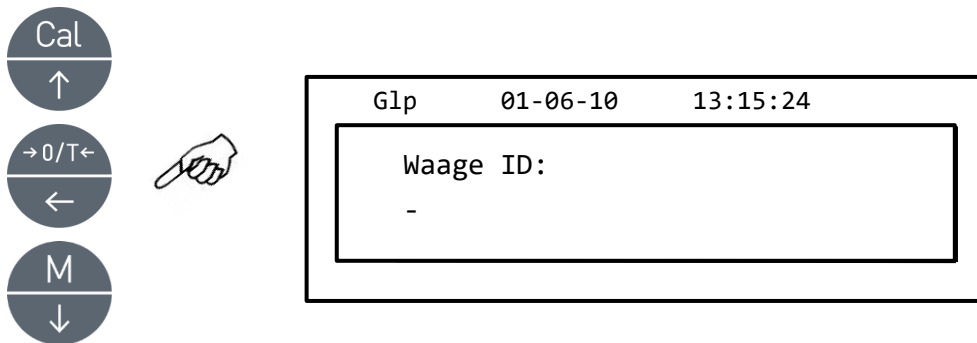 Cal
↑
→0/T←
←
M
↓
Glp 01-06-10 13:15:24
Waage ID:
-